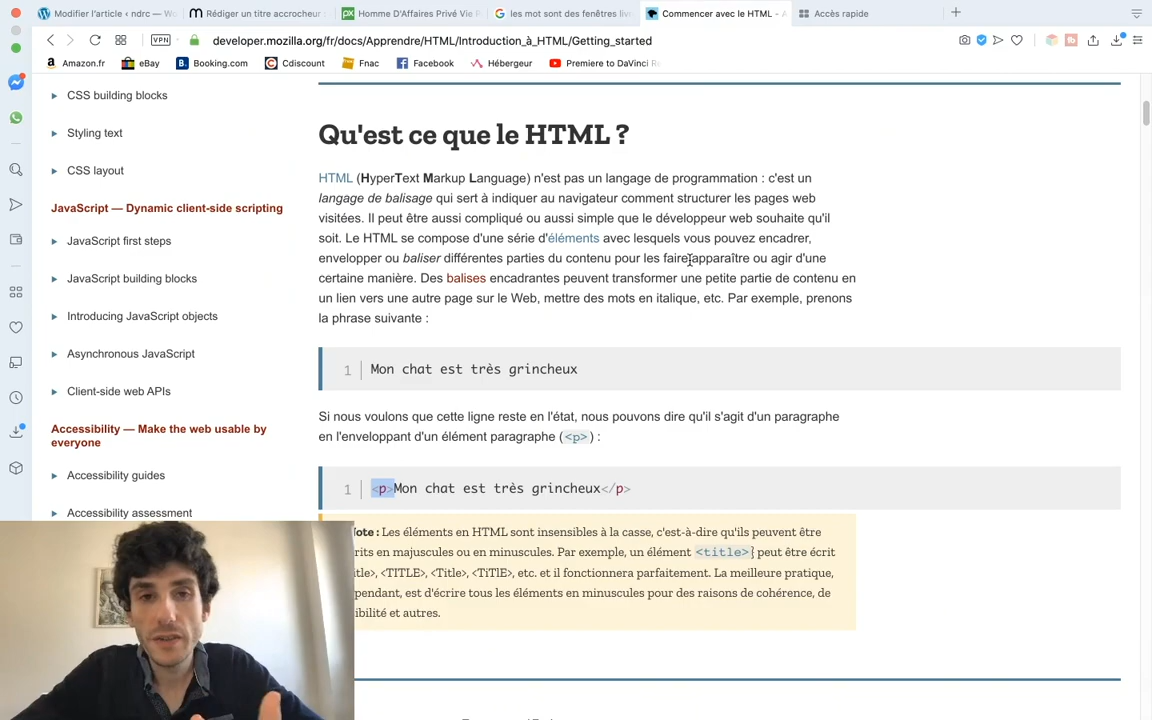 Modifier l'article ‹ ndrc — Wo
Rédiger un titre accrocheur :
Homme D'Affaires Privé Vie P
les mot sont des fenêtres livr
Commencer avec le HTML - A
Accès rapide
VPN
developer.mozilla.org/fr/docs/Apprendre/HTML/Introduction_à_HTML/Getting_started
Amazon.fr
eBay
Booking.com
Cdiscount
Fnac
Facebook
Hébergeur
Premiere to DaVinci Re
CSS building blocks
Styling text
CSS layout
JavaScript — Dynamic client-side scripting
JavaScript first steps
JavaScript building blocks
Introducing JavaScript objects
Asynchronous JavaScript
Client-side web APIs
Accessibility — Make the web usable by
everyone
Accessibility guides
Accessibility assessment
Qu'est ce que le HTML ?
HTML (HyperText Markup Language) n'est pas un langage de programmation : c'est un
langage de balisage qui sert à indiquer au navigateur comment structurer les pages web
visitées. Il peut être aussi compliqué ou aussi simple que le développeur web souhaite qu'il
soit. Le HTML se compose d'une série d'éléments avec lesquels vous pouvez encadrer,
envelopper ou baliser différentes parties du contenu pour les faire apparaître ou agir d'une
certaine manière. Des balises encadrantes peuvent transformer une petite partie de contenu en
un lien vers une autre page sur le Web, mettre des mots en italique, etc. Par exemple, prenons
la phrase suivante :
1 Mon chat est très grincheux
Si nous voulons que cette ligne reste en l'état, nous pouvons dire qu'il s'agit d'un paragraphe
en l'enveloppant d'un élément paragraphe (<p>) :
1 <p>Mon chat est très grincheux</p>
ote : Les éléments en HTML sont insensibles à la casse, c'est-à-dire qu'ils peuvent être
rits en majuscules ou en minuscules. Par exemple, un élément <title>} peut être écrit
itle>, <TITLE>, <Title>, <TiTlE>, etc. et il fonctionnera parfaitement. La meilleure pratique,
pendant, est d'écrire tous les éléments en minuscules pour des raisons de cohérence, de
ibilité et autres.